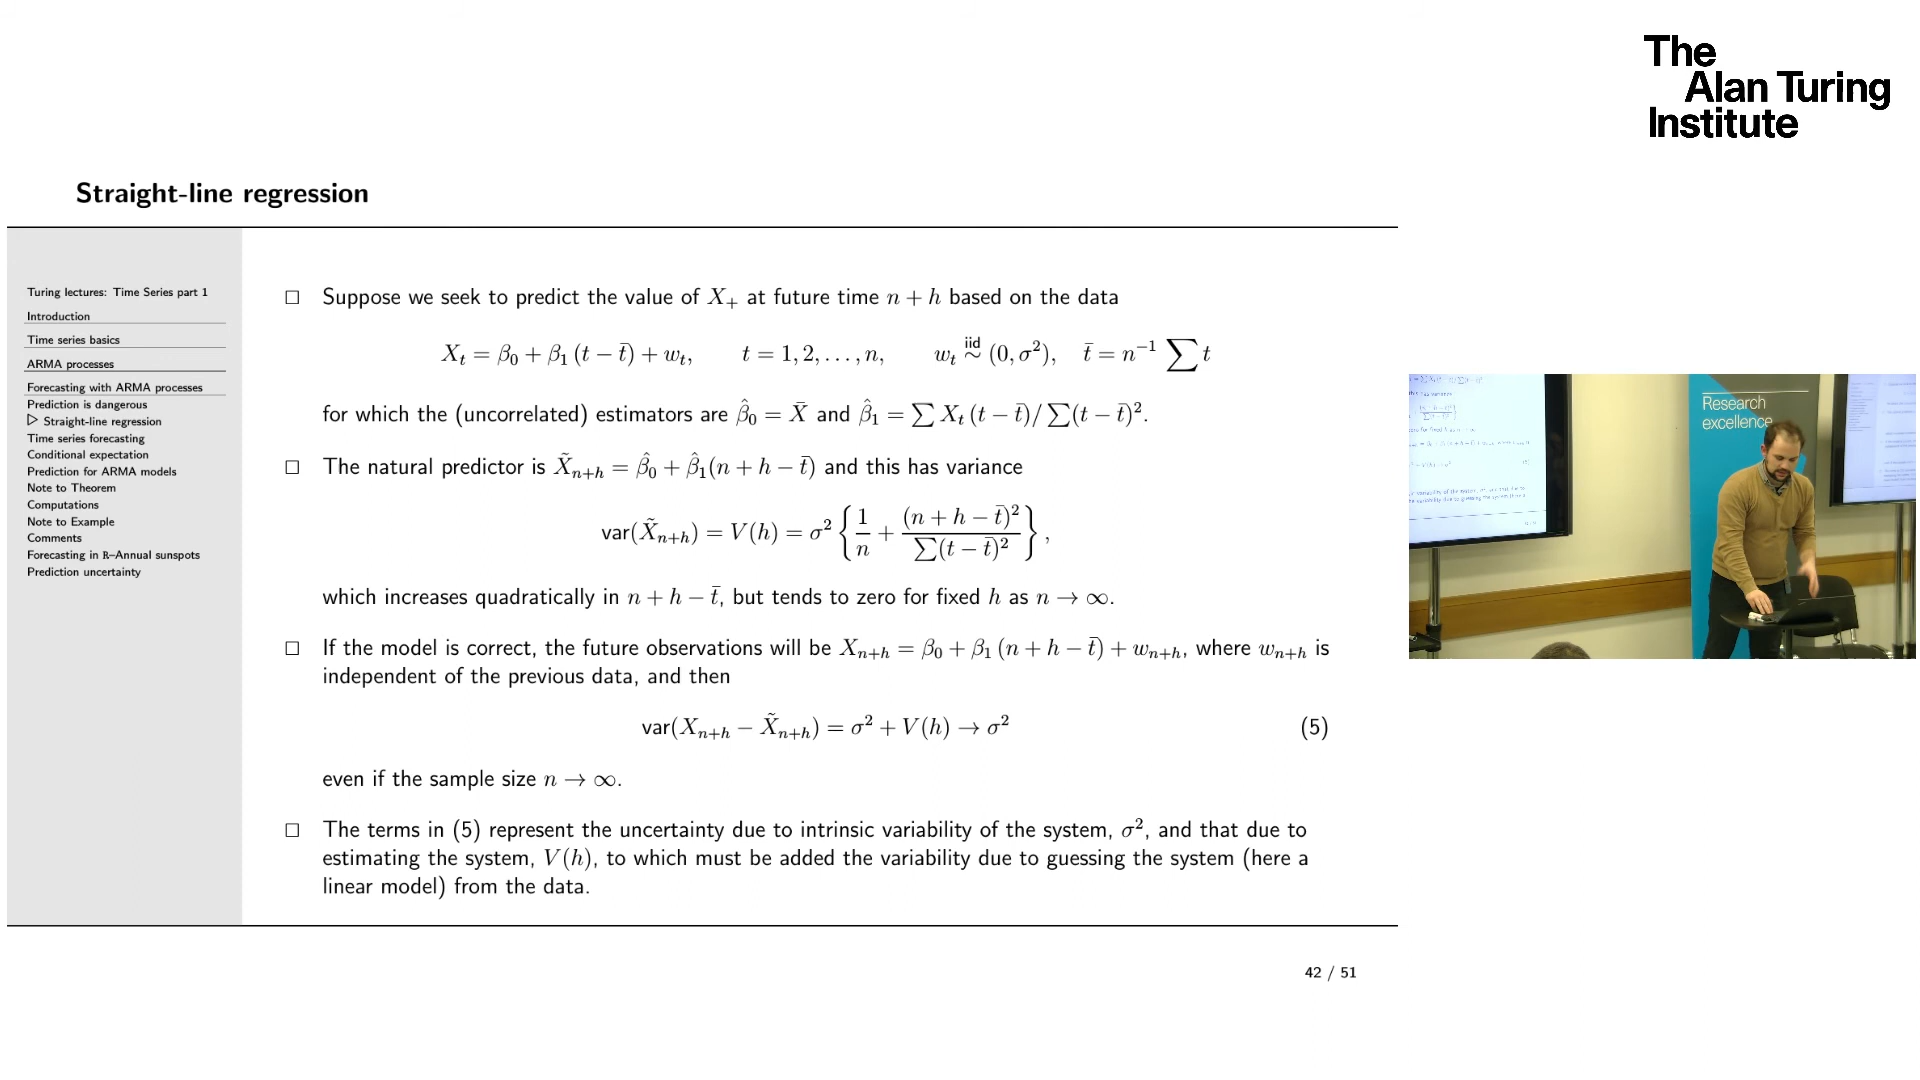 The
Alan Turing
Institute
Straight-line regression
Turing lectures: Time Series part 1
Introduction
Time series basics
ARMA processes
Forecasting with ARMA processes
Prediction is dangerous
▷ Straight-line regression
Time series forecasting
Conditional expectation
Prediction for ARMA models
Note to Theorem
Computations
Note to Example
Comments
Forecasting in R–Annual sunspots
Prediction uncertainty
□ Suppose we seek to predict the value of X₊ at future time n + h based on the data
X_t = β₀ + β₁ (t − t̄) + w_t, t = 1, 2, . . . , n, w_t ~^{iid} (0, σ²), t̄ = n⁻¹ ∑ t
for which the (uncorrelated) estimators are β̂₀ = X̄ and β̂₁ = ∑ X_t (t − t̄)/ ∑(t − t̄)².
□ The natural predictor is X̃_{n+h} = β̂₀ + β̂₁(n + h − t̄) and this has variance
var(X̃_{n+h}) = V(h) = σ² { 1/n + (n + h − t̄)²/∑(t − t̄)² } ,
which increases quadratically in n + h − t̄, but tends to zero for fixed h as n → ∞.
□ If the model is correct, the future observations will be X_{n+h} = β₀ + β₁ (n + h − t̄) + w_{n+h}, where w_{n+h} is
independent of the previous data, and then
var(X_{n+h} − X̃_{n+h}) = σ² + V(h) → σ² (5)
even if the sample size n → ∞.
□ The terms in (5) represent the uncertainty due to intrinsic variability of the system, σ², and that due to
estimating the system, V(h), to which must be added the variability due to guessing the system (here a
linear model) from the data.
42 / 51
Research
excellence